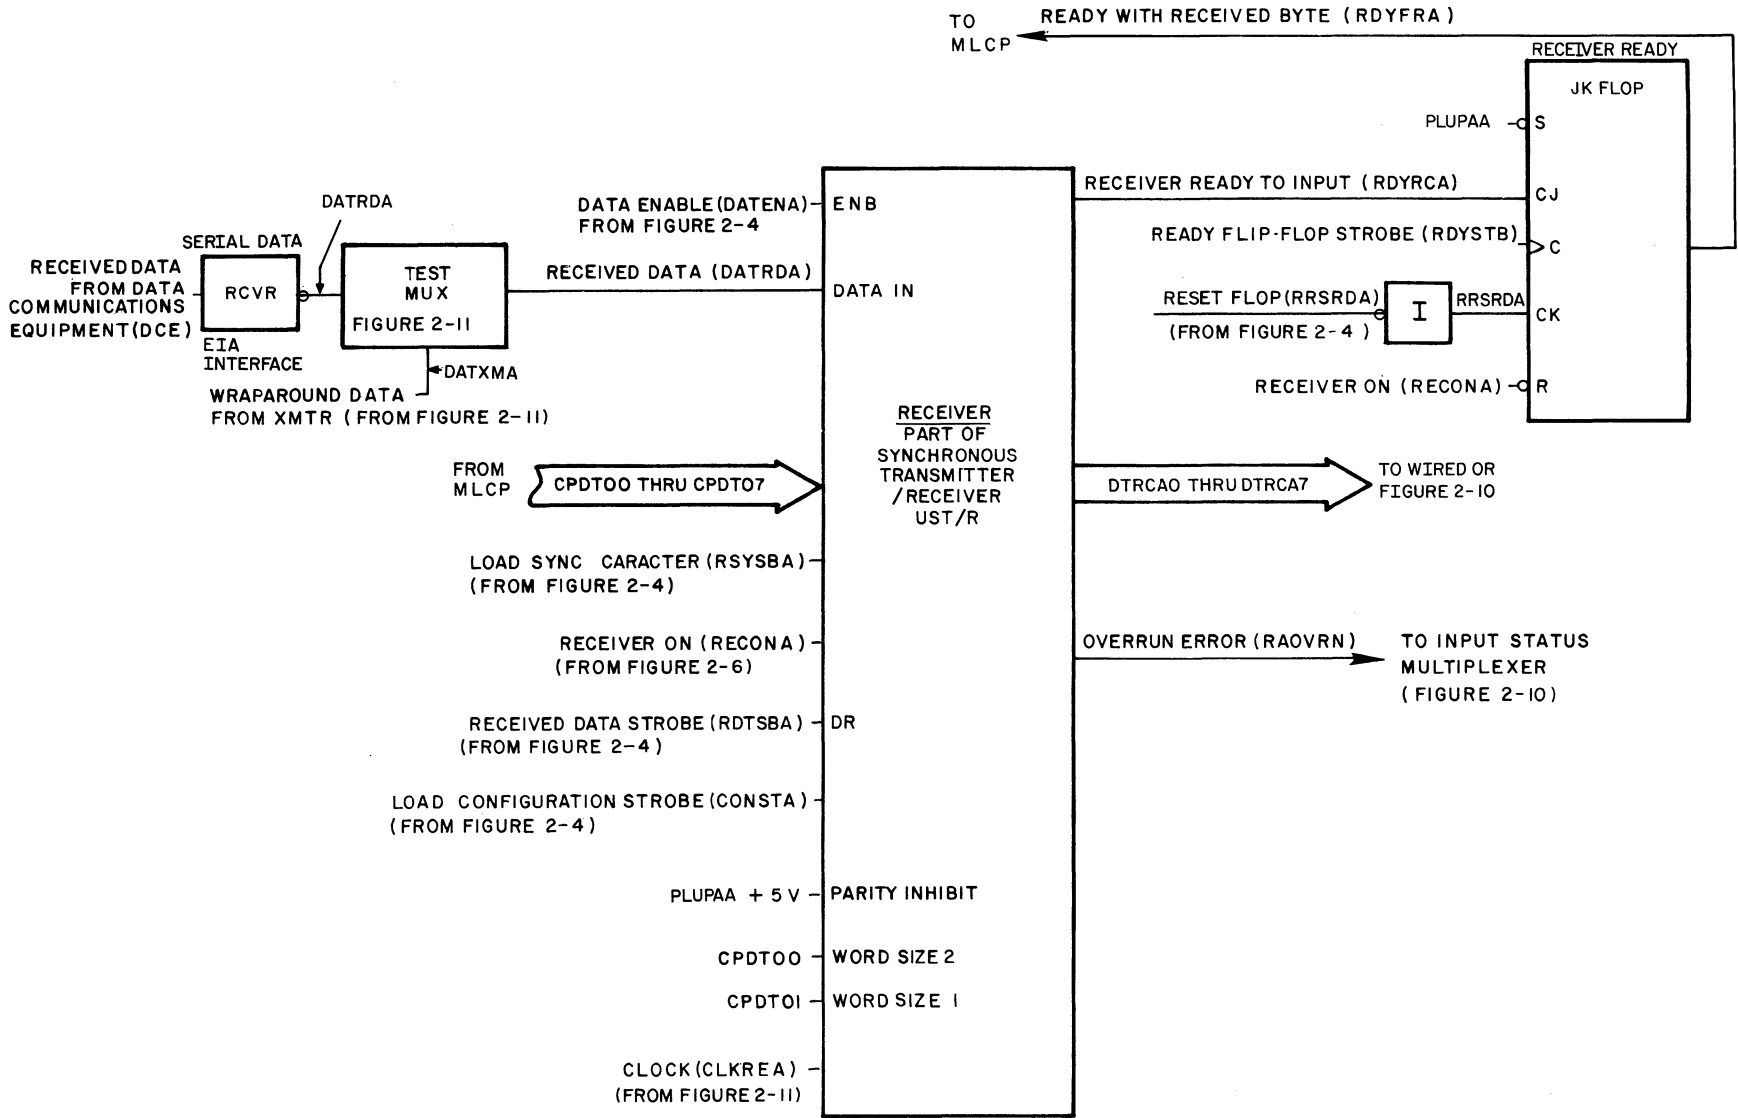 READY WITH RECEIVED BYTE (RDYFRA)
TO
MLCP
RECEIVER READY
JK FLOP
PLUPAA
S
RECEIVER READY TO INPUT (RDYRCA)
CJ
READY FLIP-FLOP STROBE (RDYSTB)
C
RESET FLOP (RRSRDA)
(FROM FIGURE 2-4)
I
RRSRDA
CK
RECEIVER ON (RECONA)
R
DATRDA
SERIAL DATA
RECEIVED DATA
FROM DATA
COMMUNICATIONS
EQUIPMENT (DCE)
RCVR
EIA
INTERFACE
TEST
MUX
FIGURE 2-11
DATXMA
WRAPAROUND DATA
FROM XMTR (FROM FIGURE 2-11)
DATA ENABLE (DATENA)
FROM FIGURE 2-4
ENB
RECEIVED DATA (DATRDA)
DATA IN
RECEIVER
PART OF
SYNCHRONOUS
TRANSMITTER
/RECEIVER
UST/R
FROM
MLCP
CPDTO0 THRU CPDTO7
DTRCA0 THRU DTRCA7
TO WIRED OR
FIGURE 2-10
LOAD SYNC CARACTER (RSYSBA)
(FROM FIGURE 2-4)
RECEIVER ON (RECONA)
(FROM FIGURE 2-6)
OVERRUN ERROR (RAOVRN)
TO INPUT STATUS
MULTIPLEXER
(FIGURE 2-10)
RECEIVED DATA STROBE (RDTSBA)
(FROM FIGURE 2-4)
DR
LOAD CONFIGURATION STROBE (CONSTA)
(FROM FIGURE 2-4)
PLUPAA + 5 V
PARITY INHIBIT
CPDTO0
WORD SIZE 2
CPDTO1
WORD SIZE 1
CLOCK (CLKREA)
(FROM FIGURE 2-11)